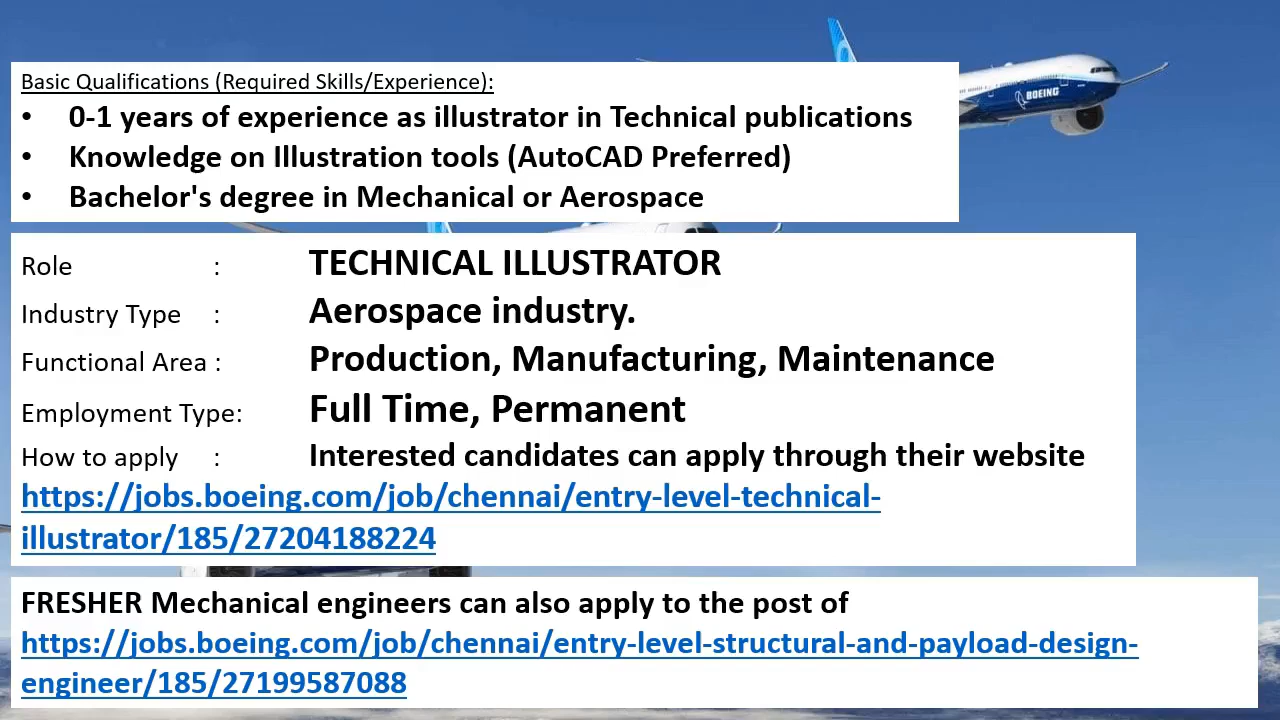 BOEING
Basic Qualifications (Required Skills/Experience):
• 0-1 years of experience as illustrator in Technical publications
• Knowledge on Illustration tools (AutoCAD Preferred)
• Bachelor's degree in Mechanical or Aerospace
Role : TECHNICAL ILLUSTRATOR
Industry Type : Aerospace industry.
Functional Area : Production, Manufacturing, Maintenance
Employment Type: Full Time, Permanent
How to apply : Interested candidates can apply through their website
https://jobs.boeing.com/job/chennai/entry-level-technical-
illustrator/185/27204188224
FRESHER Mechanical engineers can also apply to the post of
https://jobs.boeing.com/job/chennai/entry-level-structural-and-payload-design-
engineer/185/27199587088